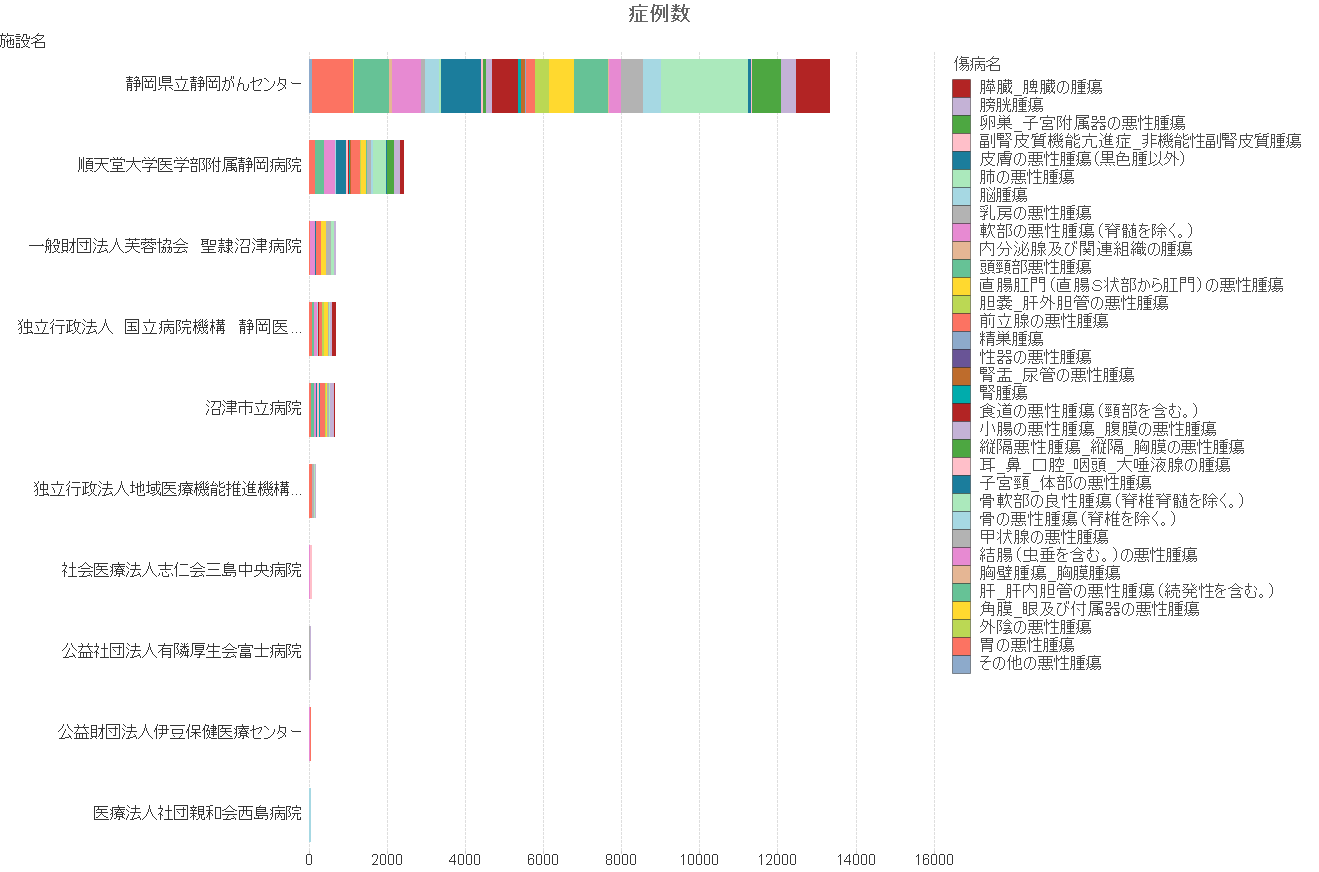 症例数
施設名
静岡県立静岡がんセンター
順天堂大学医学部附属静岡病院
一般財団法人芙蓉協会　聖隷沼津病院
独立行政法人　国立病院機構　静岡医…
沼津市立病院
独立行政法人地域医療機能推進機構…
社会医療法人志仁会三島中央病院
公益社団法人有隣厚生会富士病院
公益財団法人伊豆保健医療センター
医療法人社団親和会西島病院
0 2000 4000 6000 8000 10000 12000 14000 16000
傷病名
膵臓_脾臓の腫瘍
膀胱腫瘍
卵巣_子宮附属器の悪性腫瘍
副腎皮質機能亢進症_非機能性副腎皮質腫瘍
皮膚の悪性腫瘍（黒色腫以外）
肺の悪性腫瘍
脳腫瘍
乳房の悪性腫瘍
軟部の悪性腫瘍（脊髄を除く。）
内分泌腺及び関連組織の腫瘍
頭頸部悪性腫瘍
直腸肛門（直腸Ｓ状部から肛門）の悪性腫瘍
胆嚢_肝外胆管の悪性腫瘍
前立腺の悪性腫瘍
精巣腫瘍
性器の悪性腫瘍
腎盂_尿管の悪性腫瘍
腎腫瘍
食道の悪性腫瘍（頸部を含む。）
小腸の悪性腫瘍_腹膜の悪性腫瘍
縦隔悪性腫瘍_縦隔_胸膜の悪性腫瘍
耳_鼻_口腔_咽頭_大唾液腺の腫瘍
子宮頸_体部の悪性腫瘍
骨軟部の良性腫瘍（脊椎脊髄を除く。）
骨の悪性腫瘍（脊椎を除く。）
甲状腺の悪性腫瘍
結腸（虫垂を含む。）の悪性腫瘍
胸壁腫瘍_胸膜腫瘍
肝_肝内胆管の悪性腫瘍（続発性を含む。）
角膜_眼及び付属器の悪性腫瘍
外陰の悪性腫瘍
胃の悪性腫瘍
その他の悪性腫瘍